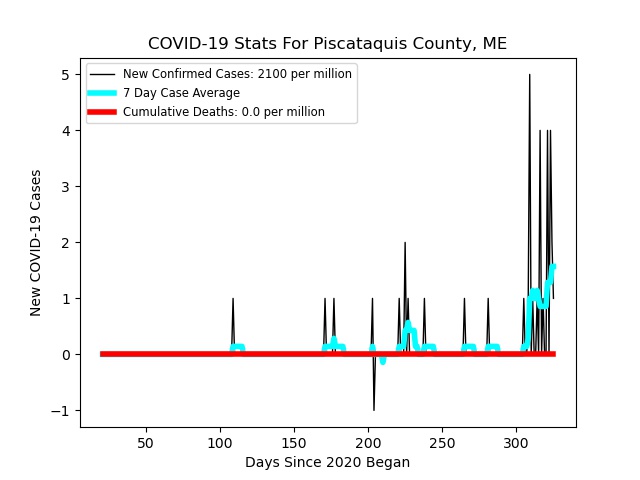 COVID-19 Stats For Piscataquis County, ME
New Confirmed Cases: 2100 per million
7 Day Case Average
Cumulative Deaths: 0.0 per million
New COVID-19 Cases
5
4
3
2
1
0
−1
50 100 150 200 250 300
Days Since 2020 Began